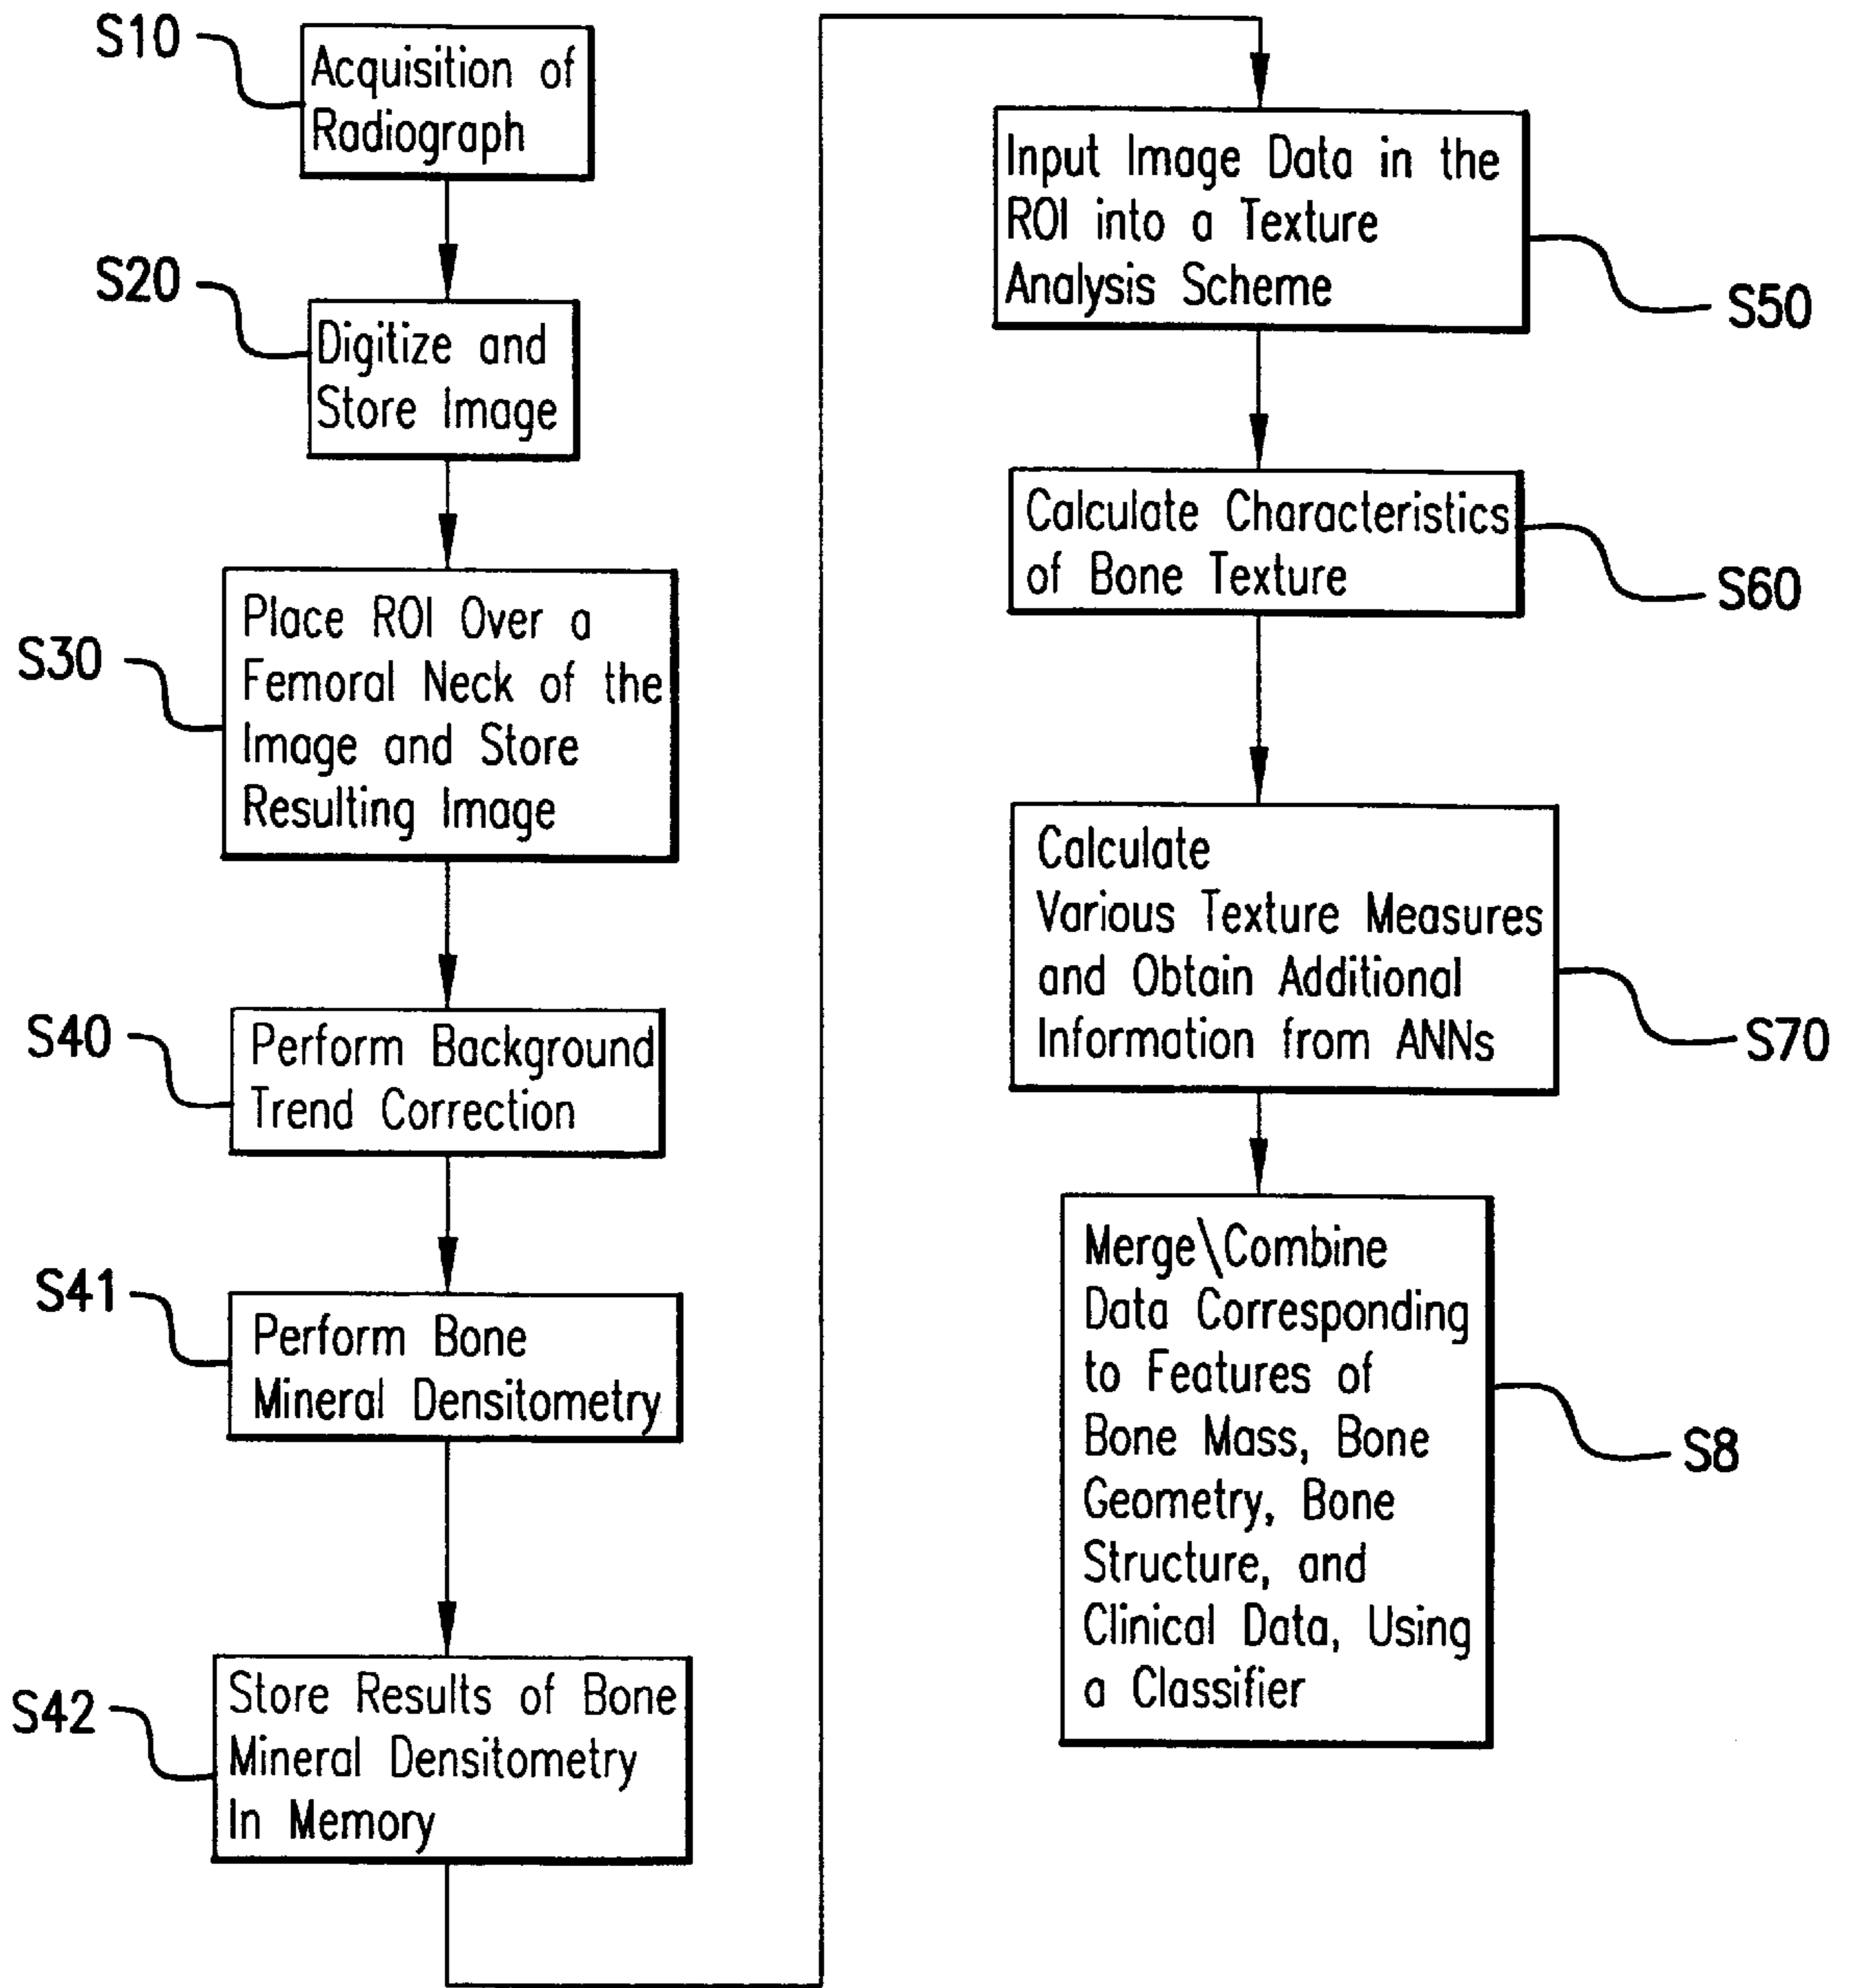 S10
Acquisition of
Radiograph
S20
Digitize and
Store Image
S30
Place ROI Over a
Femoral Neck of the
Image and Store
Resulting Image
S40
Perform Background
Trend Correction
S41
Perform Bone
Mineral Densitometry
S42
Store Results of Bone
Mineral Densitometry
In Memory
Input Image Data in the
ROI into a Texture
Analysis Scheme
S50
Calculate Characteristics
of Bone Texture
S60
Calculate
Various Texture Measures
and Obtain Additional
Information from ANNs
S70
Merge\Combine
Data Corresponding
to Features of
Bone Mass, Bone
Geometry, Bone
Structure, and
Clinical Data, Using
a Classifier
S8